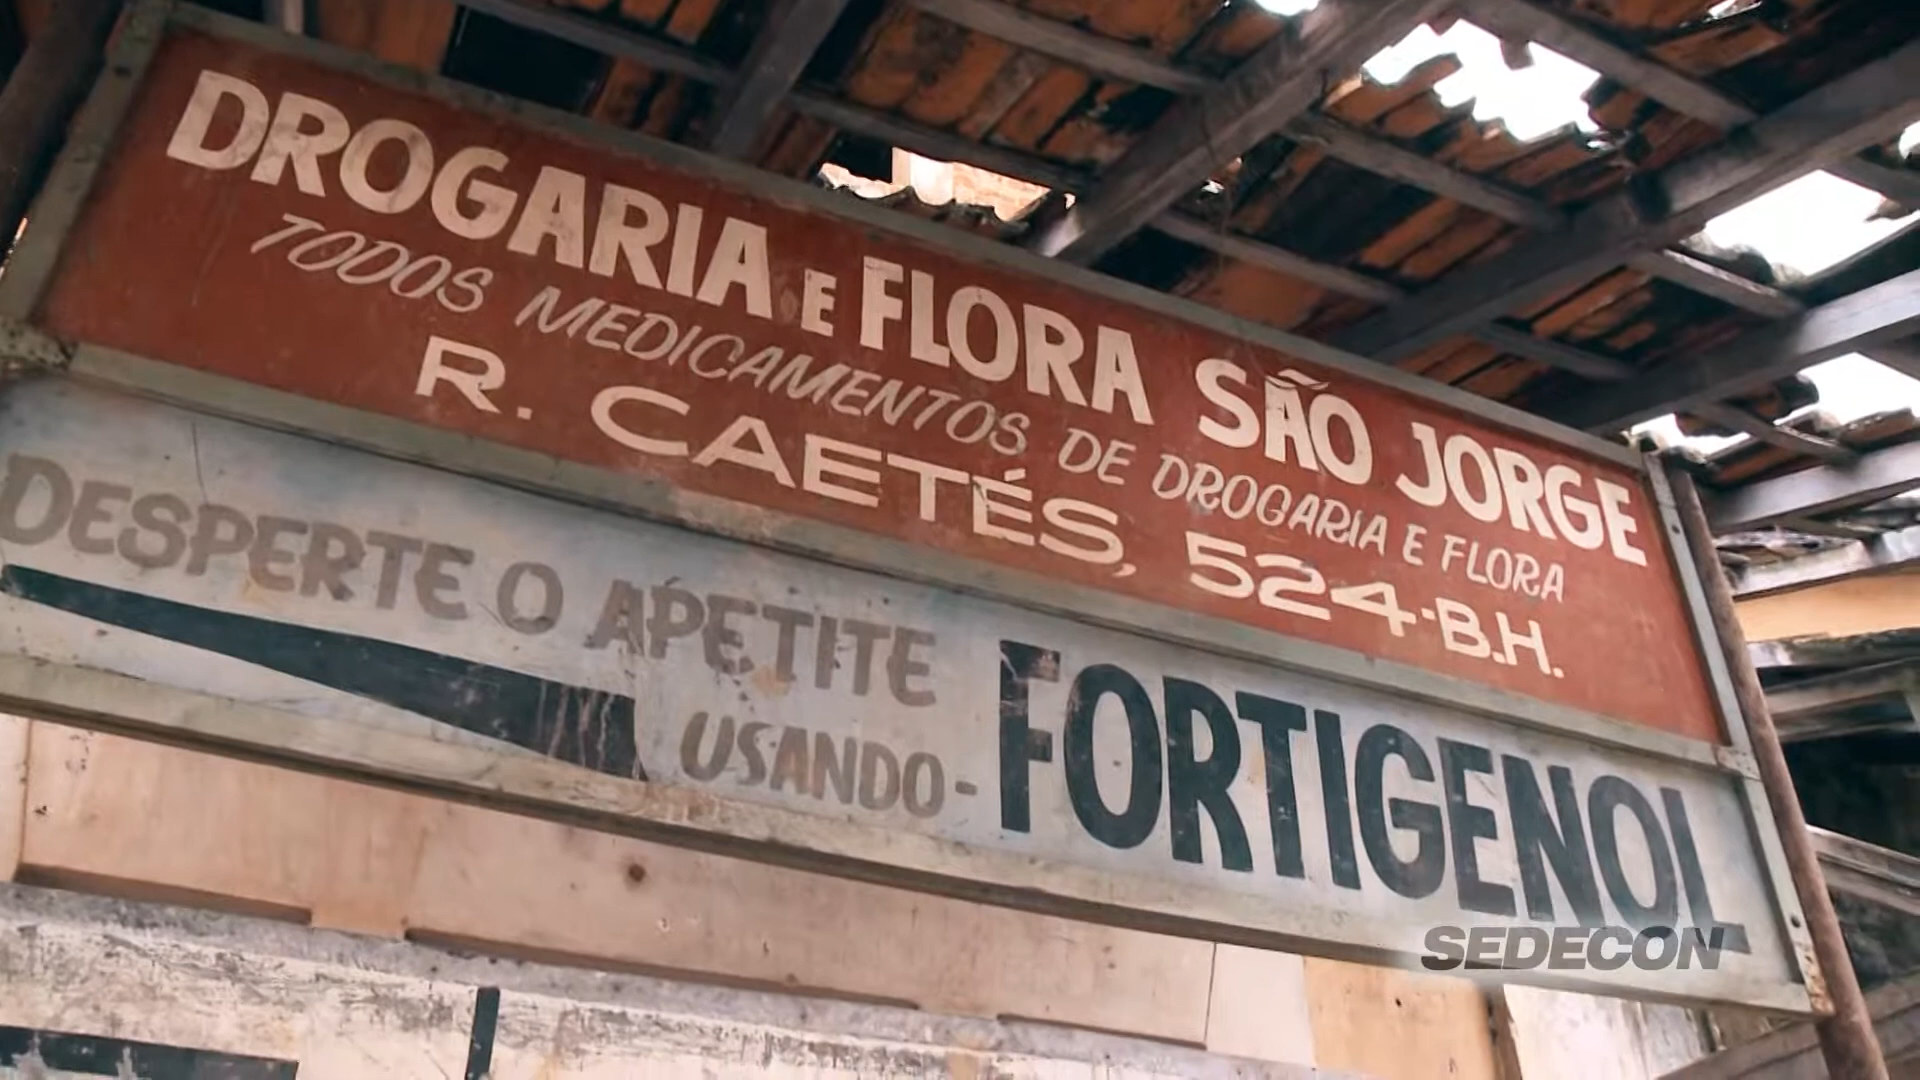 DROGARIA E FLORA SÃO JORGE
TODOS MEDICAMENTOS DE DROGARIA E FLORA
R. CAETÉS, 524-B.H.
DESPERTE O APETITE
USANDO- FORTIGENOL
SEDECON